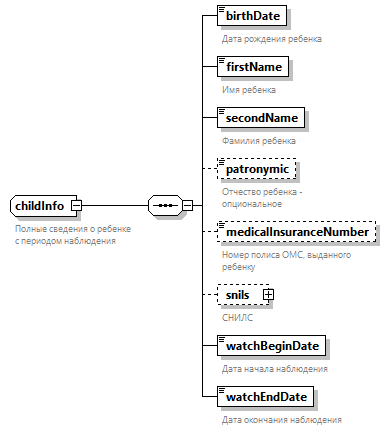 birthDate
Дата рождения ребенка
firstName
Имя ребенка
secondName
Фамилия ребенка
patronymic
Отчество ребенка -
опциональное
childInfo
Полные сведения о ребенке
с периодом наблюдения
medicalInsuranceNumber
Номер полиса ОМС, выданного
ребенку
snils
СНИЛС
watchBeginDate
Дата начала наблюдения
watchEndDate
Дата окончания наблюдения